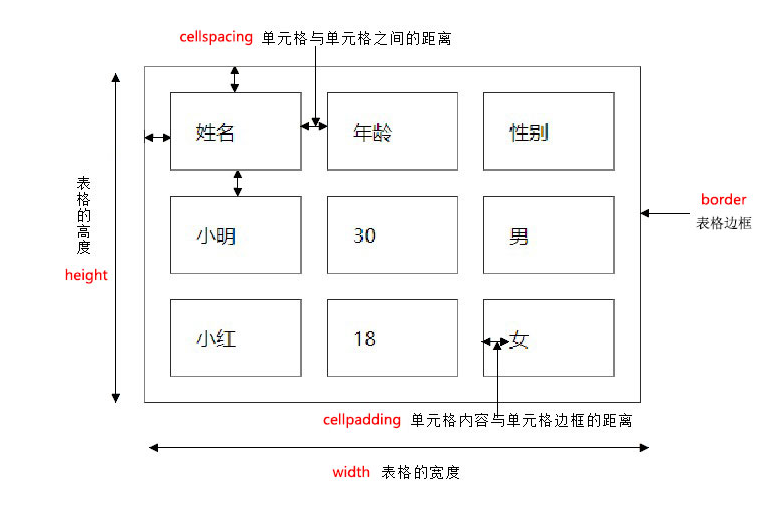 cellspacing 单元格与单元格之间的距离
姓名 年龄 性别
表格的高度
height
border
表格边框
小明 30 男
小红 18 女
cellpadding 单元格内容与单元格边框的距离
width 表格的宽度